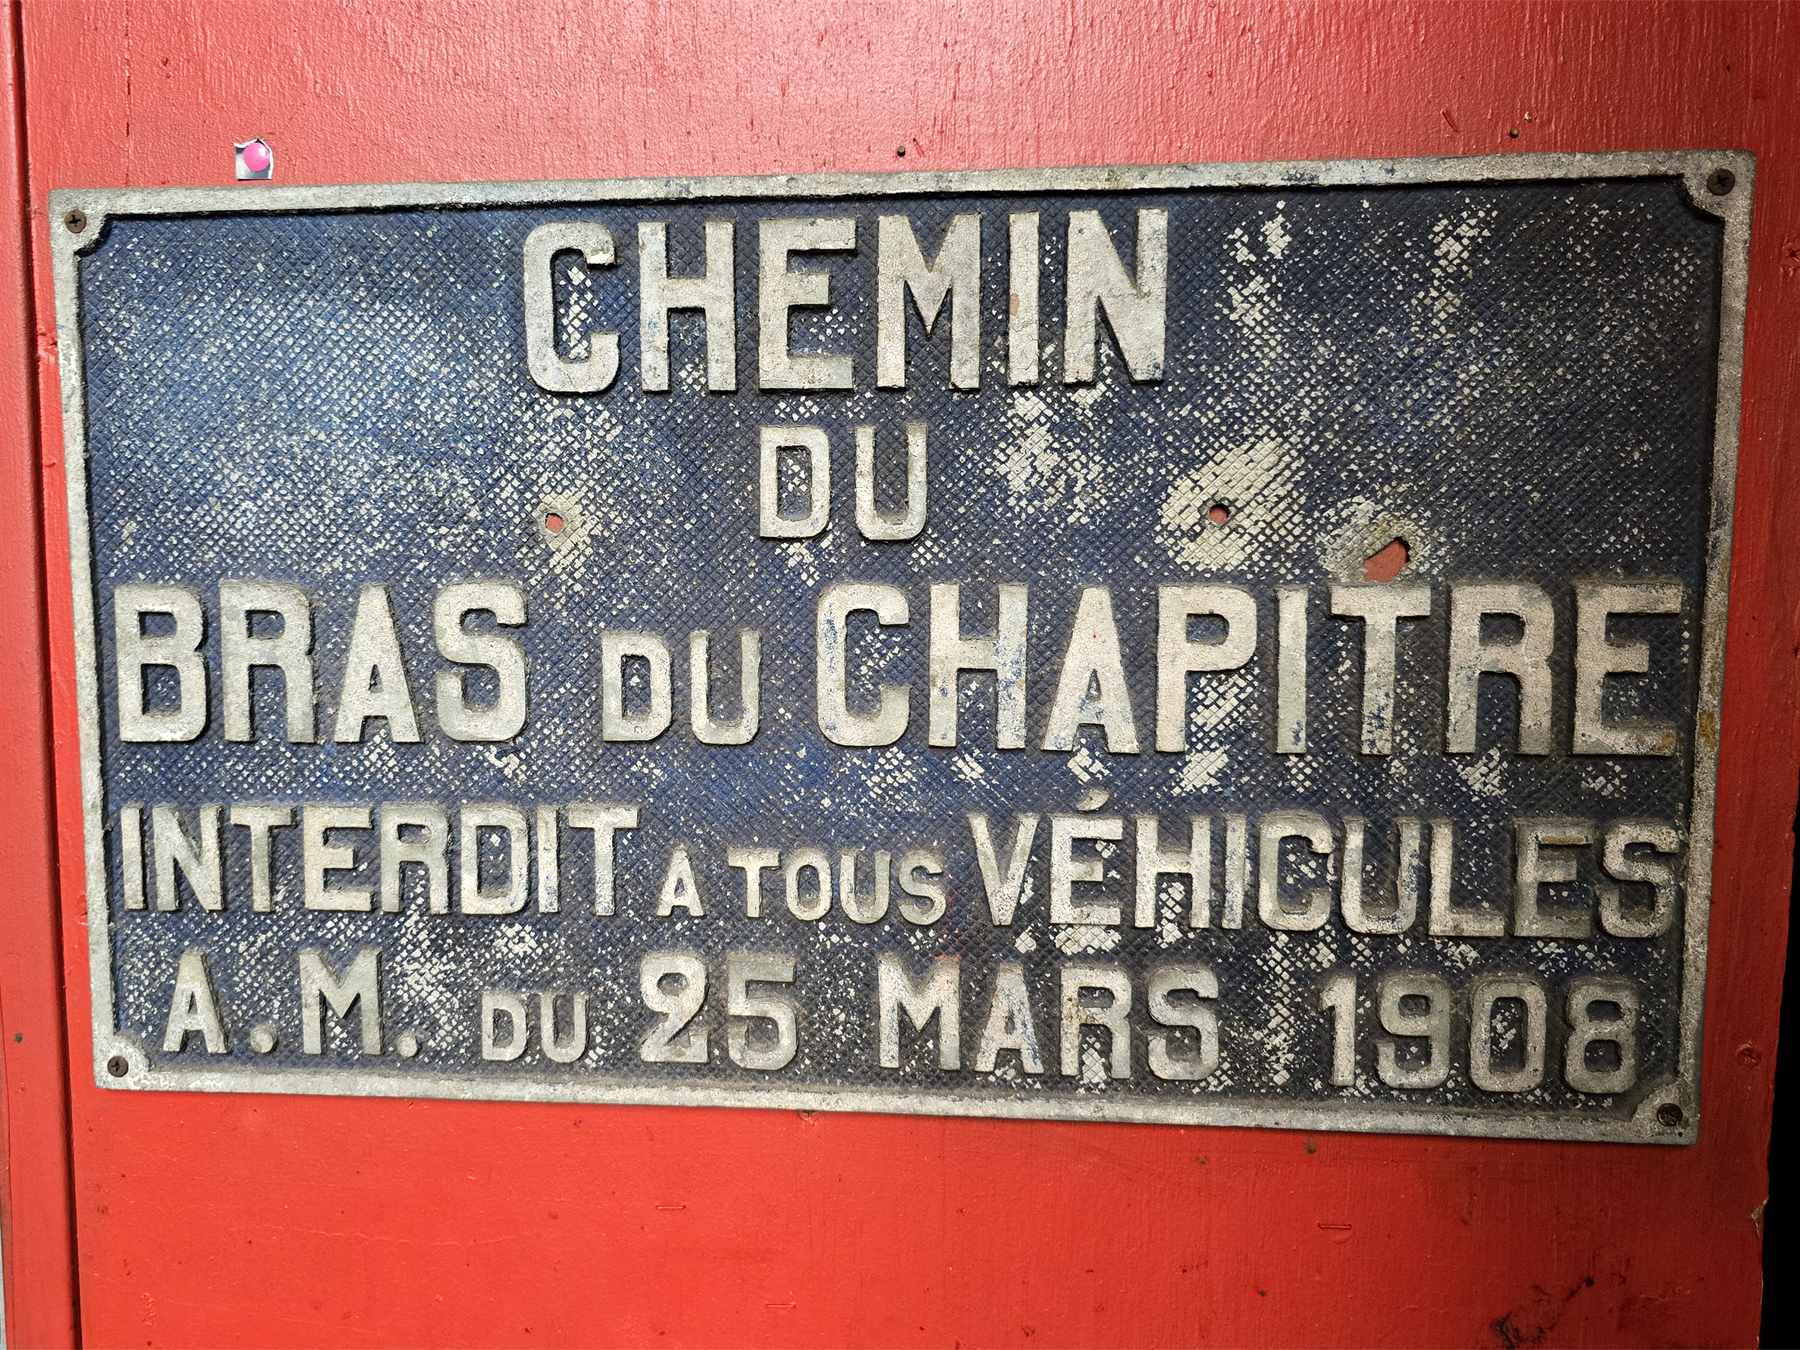 CHEMIN
DU
BRAS DU CHAPITRE
INTERDIT A TOUS VÉHICULES
A.M. DU 25 MARS 1908